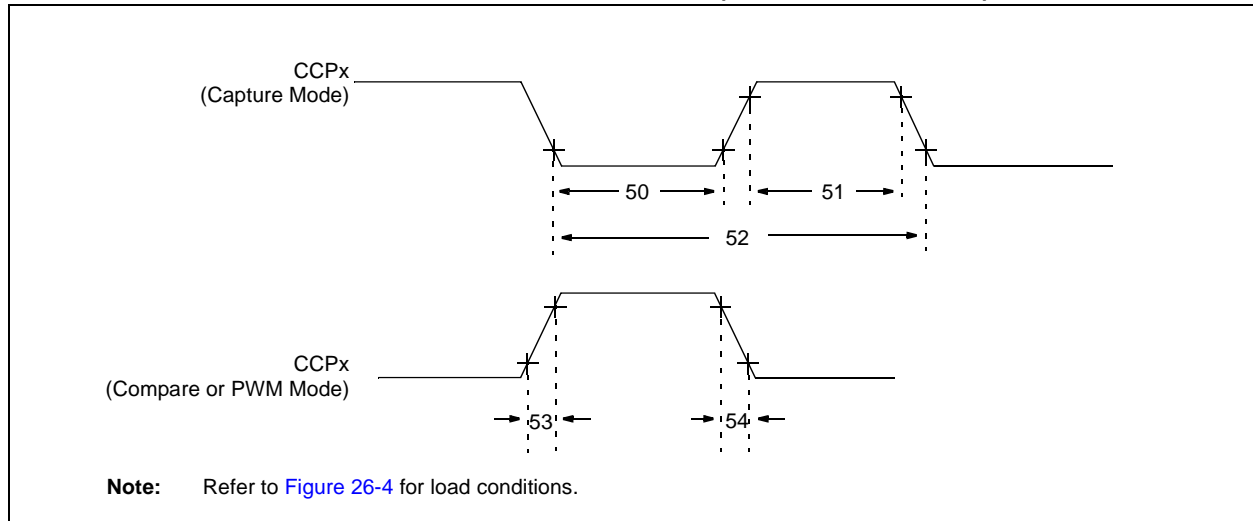 CCPx
(Capture Mode)
50
51
52
CCPx
(Compare or PWM Mode)
53
54
Note: Refer to Figure 26-4 for load conditions.